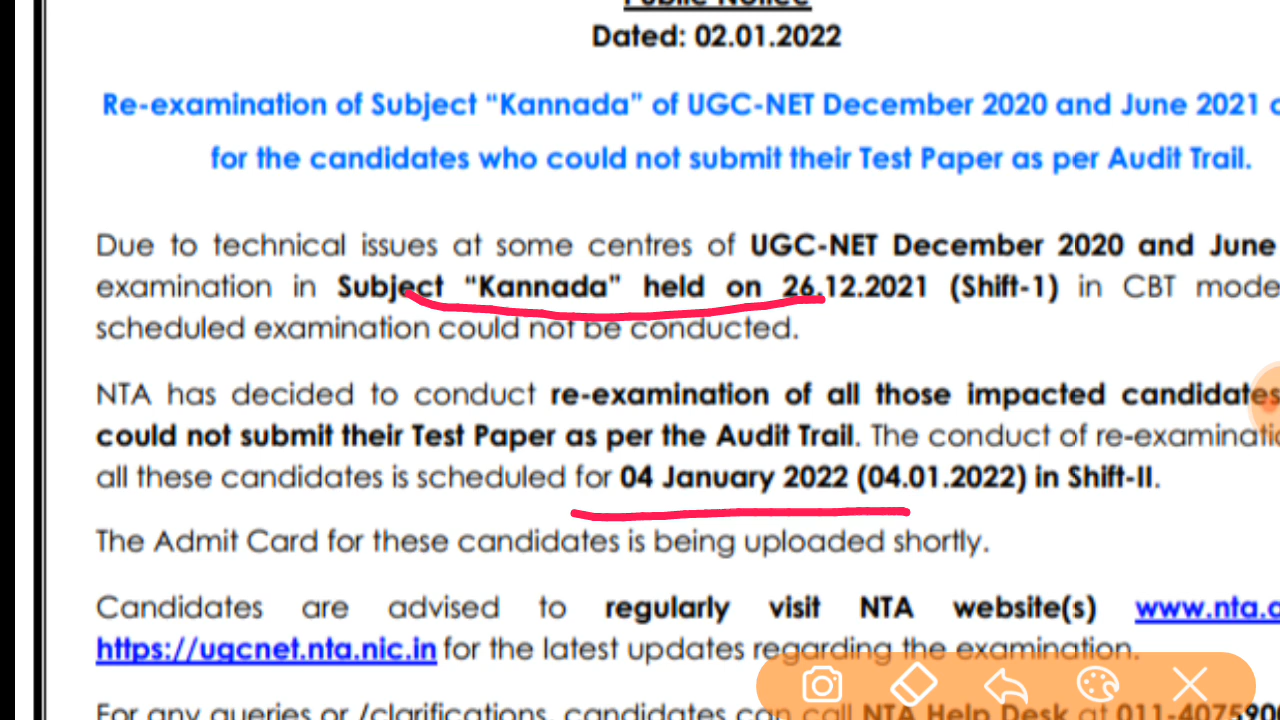 Public Notice
Dated: 02.01.2022
Re-examination of Subject “Kannada” of UGC-NET December 2020 and June 2021
for the candidates who could not submit their Test Paper as per Audit Trail.
Due to technical issues at some centres of UGC-NET December 2020 and June
examination in Subject “Kannada” held on 26.12.2021 (Shift-1) in CBT mode
scheduled examination could not be conducted.
NTA has decided to conduct re-examination of all those impacted candidates
could not submit their Test Paper as per the Audit Trail. The conduct of re-examinatio
all these candidates is scheduled for 04 January 2022 (04.01.2022) in Shift-II.
The Admit Card for these candidates is being uploaded shortly.
Candidates are advised to regularly visit NTA website(s) www.nta.
https://ugcnet.nta.nic.in for the latest updates regarding the examination.
For any queries or /clarifications, candidates can call NTA Help Desk at 011-407590